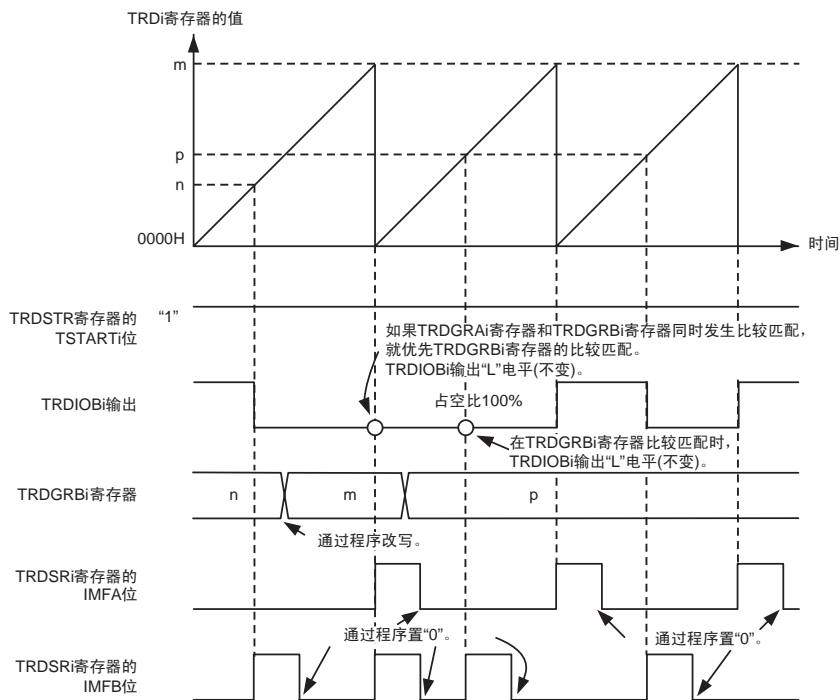 TRDi寄存器的值
m
p
n
0000H
时间
TRDSTR寄存器的
TSTARTi位
“1”
如果TRDGRAi寄存器和TRDGRBi寄存器同时发生比较匹配，
就优先TRDGRBi寄存器的比较匹配。
TRDIOBi输出“L”电平(不变)。
TRDIOBi输出
占空比100%
在TRDGRBi寄存器比较匹配时，
TRDIOBi输出“L”电平(不变)。
TRDGRBi寄存器
n
m
p
通过程序改写。
TRDSRi寄存器的
IMFA位
通过程序置“0”。
通过程序置“0”。
TRDSRi寄存器的
IMFB位